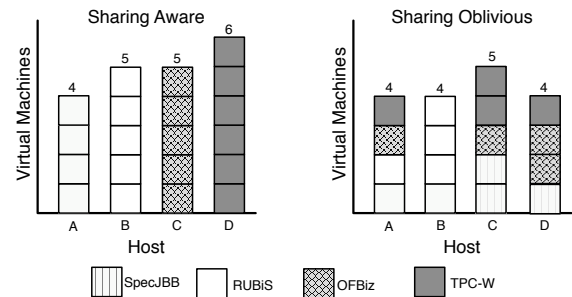 Sharing Aware
Sharing Oblivious
Virtual Machines
4
5
5
6
A
B
C
D
Host
Virtual Machines
4
4
5
4
A
B
C
D
Host
SpecJBB
RUBiS
OFBiz
TPC-W